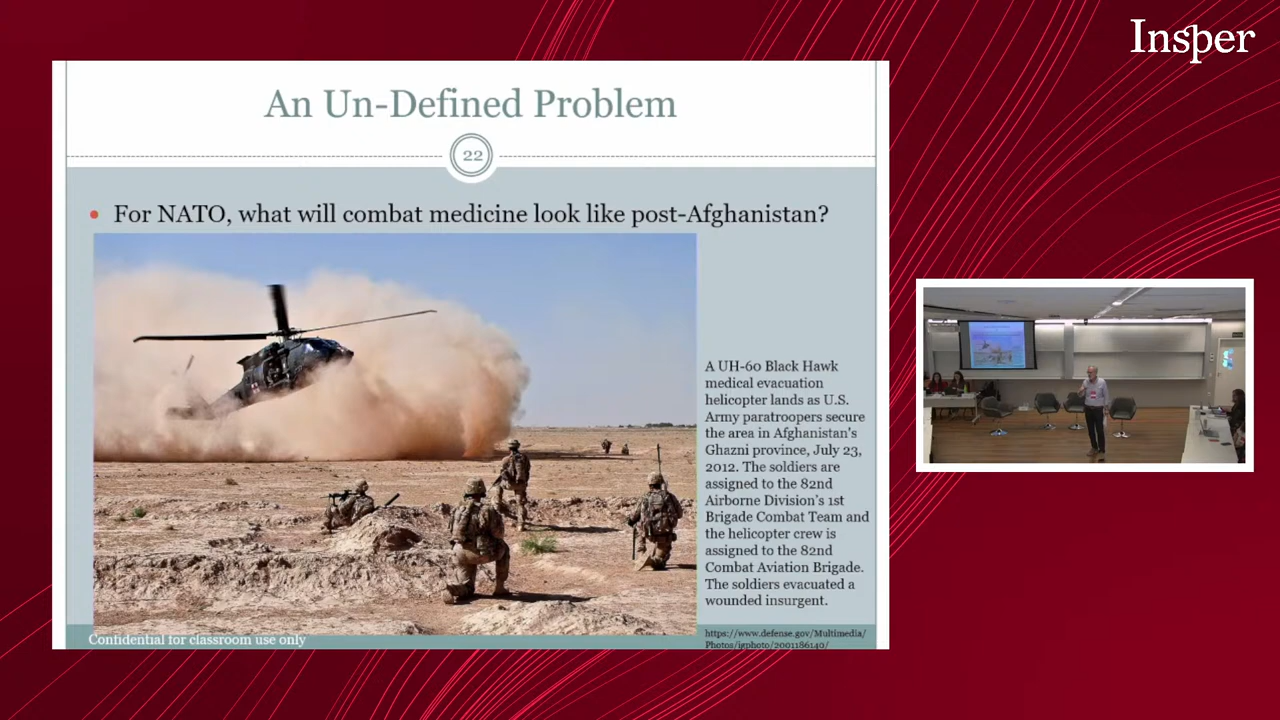 Insper
An Un-Defined Problem
22
• For NATO, what will combat medicine look like post-Afghanistan?
A UH-60 Black Hawk
medical evacuation
helicopter lands as U.S.
Army paratroopers secure
the area in Afghanistan's
Ghazni province, July 23,
2012. The soldiers are
assigned to the 82nd
Airborne Division's 1st
Brigade Combat Team and
the helicopter crew is
assigned to the 82nd
Combat Aviation Brigade.
The soldiers evacuated a
wounded insurgent.
Confidential for classroom use only
https://www.defense.gov/Multimedia/
Photos/igphoto/2001186140/